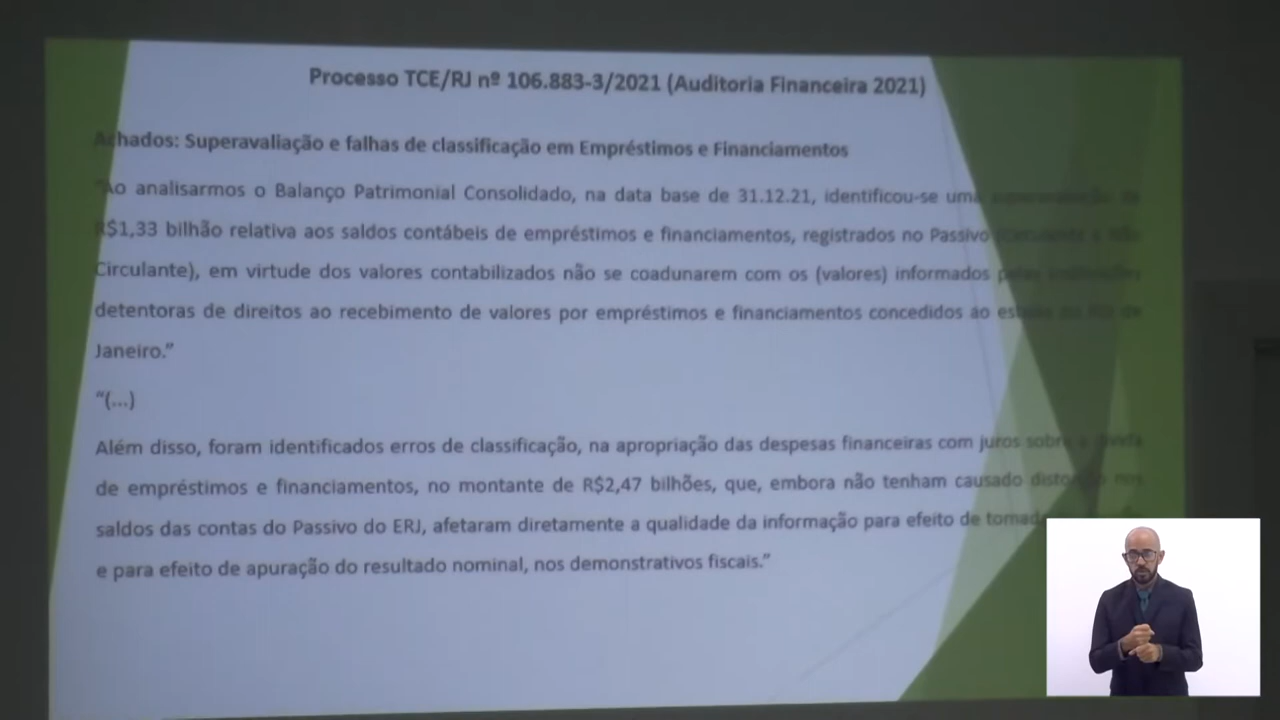 Processo TCE/RJ nº 106.883-3/2021 (Auditoria Financeira 2021)
Achados: Superavaliação e falhas de classificação em Empréstimos e Financiamentos
"Ao analisarmos o Balanço Patrimonial Consolidado, na data base de 31.12.21, identificou-se uma superavaliação de
R$1,33 bilhão relativa aos saldos contábeis de empréstimos e financiamentos, registrados no Passivo (Circulante e Não
Circulante), em virtude dos valores contabilizados não se coadunarem com os (valores) informados pelas instituições
detentoras de direitos ao recebimento de valores por empréstimos e financiamentos concedidos ao estado do Rio de
Janeiro."
"(...)
Além disso, foram identificados erros de classificação, na apropriação das despesas financeiras com juros sobre a dívida
de empréstimos e financiamentos, no montante de R$2,47 bilhões, que, embora não tenham causado distorção nos
saldos das contas do Passivo do ERJ, afetaram diretamente a qualidade da informação para efeito de
e para efeito de apuração do resultado nominal, nos demonstrativos fiscais."